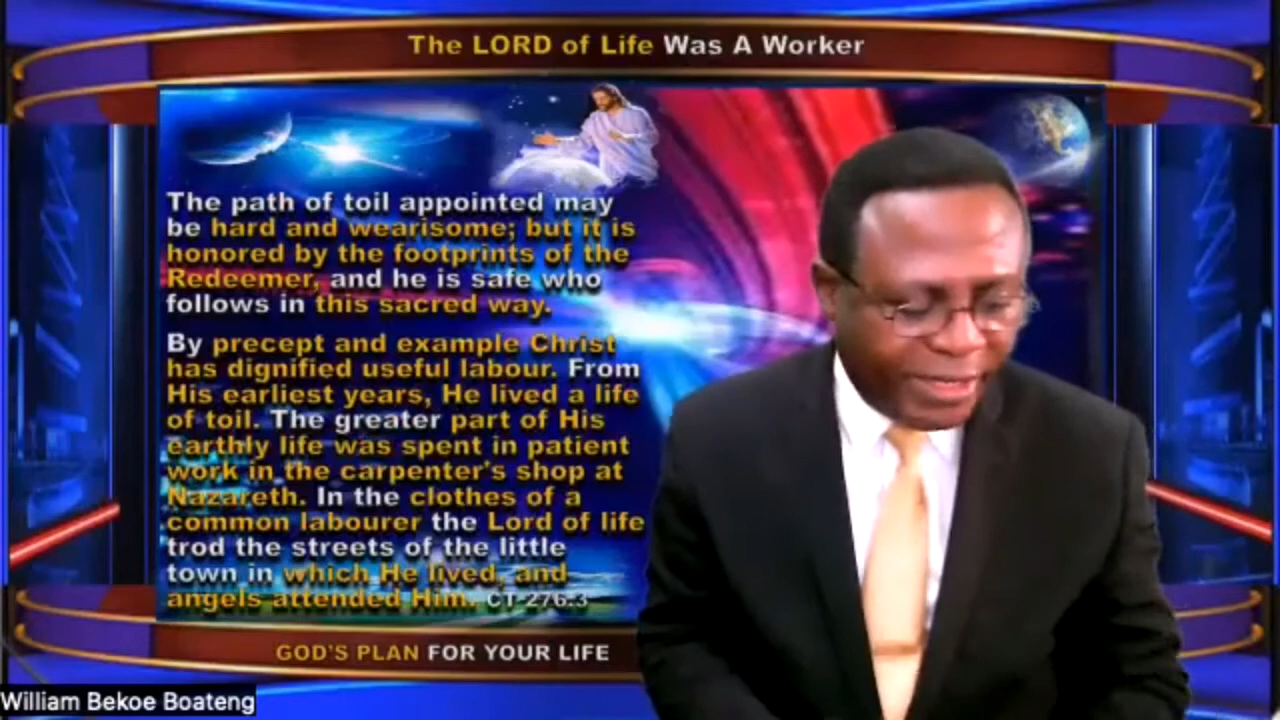 The LORD of Life Was A Worker
The path of toil appointed may
be hard and wearisome; but it is
honored by the footprints of the
Redeemer, and he is safe who
follows in this sacred way.
By precept and example Christ
has dignified useful labour. From
His earliest years, He lived a life
of toil. The greater part of His
earthly life was spent in patient
work in the carpenter's shop at
Nazareth. In the clothes of a
common labourer the Lord of life
trod the streets of the little
town in which He lived, and
angels attended Him. CT 276.3
GOD'S PLAN FOR YOUR LIFE
William Bekoe Boateng